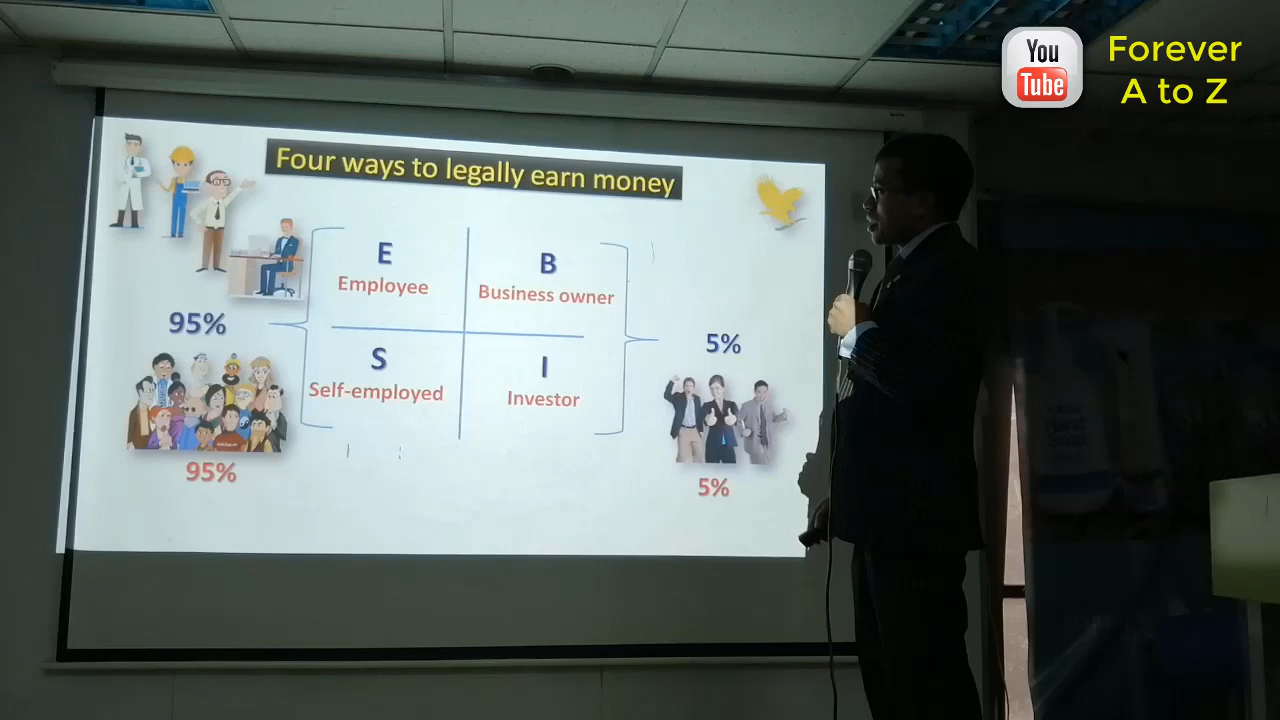 You
Tube
Forever
A to Z
Four ways to legally earn money
E
Employee
B
Business owner
95%
5%
S
Self-employed
I
Investor
95%
5%